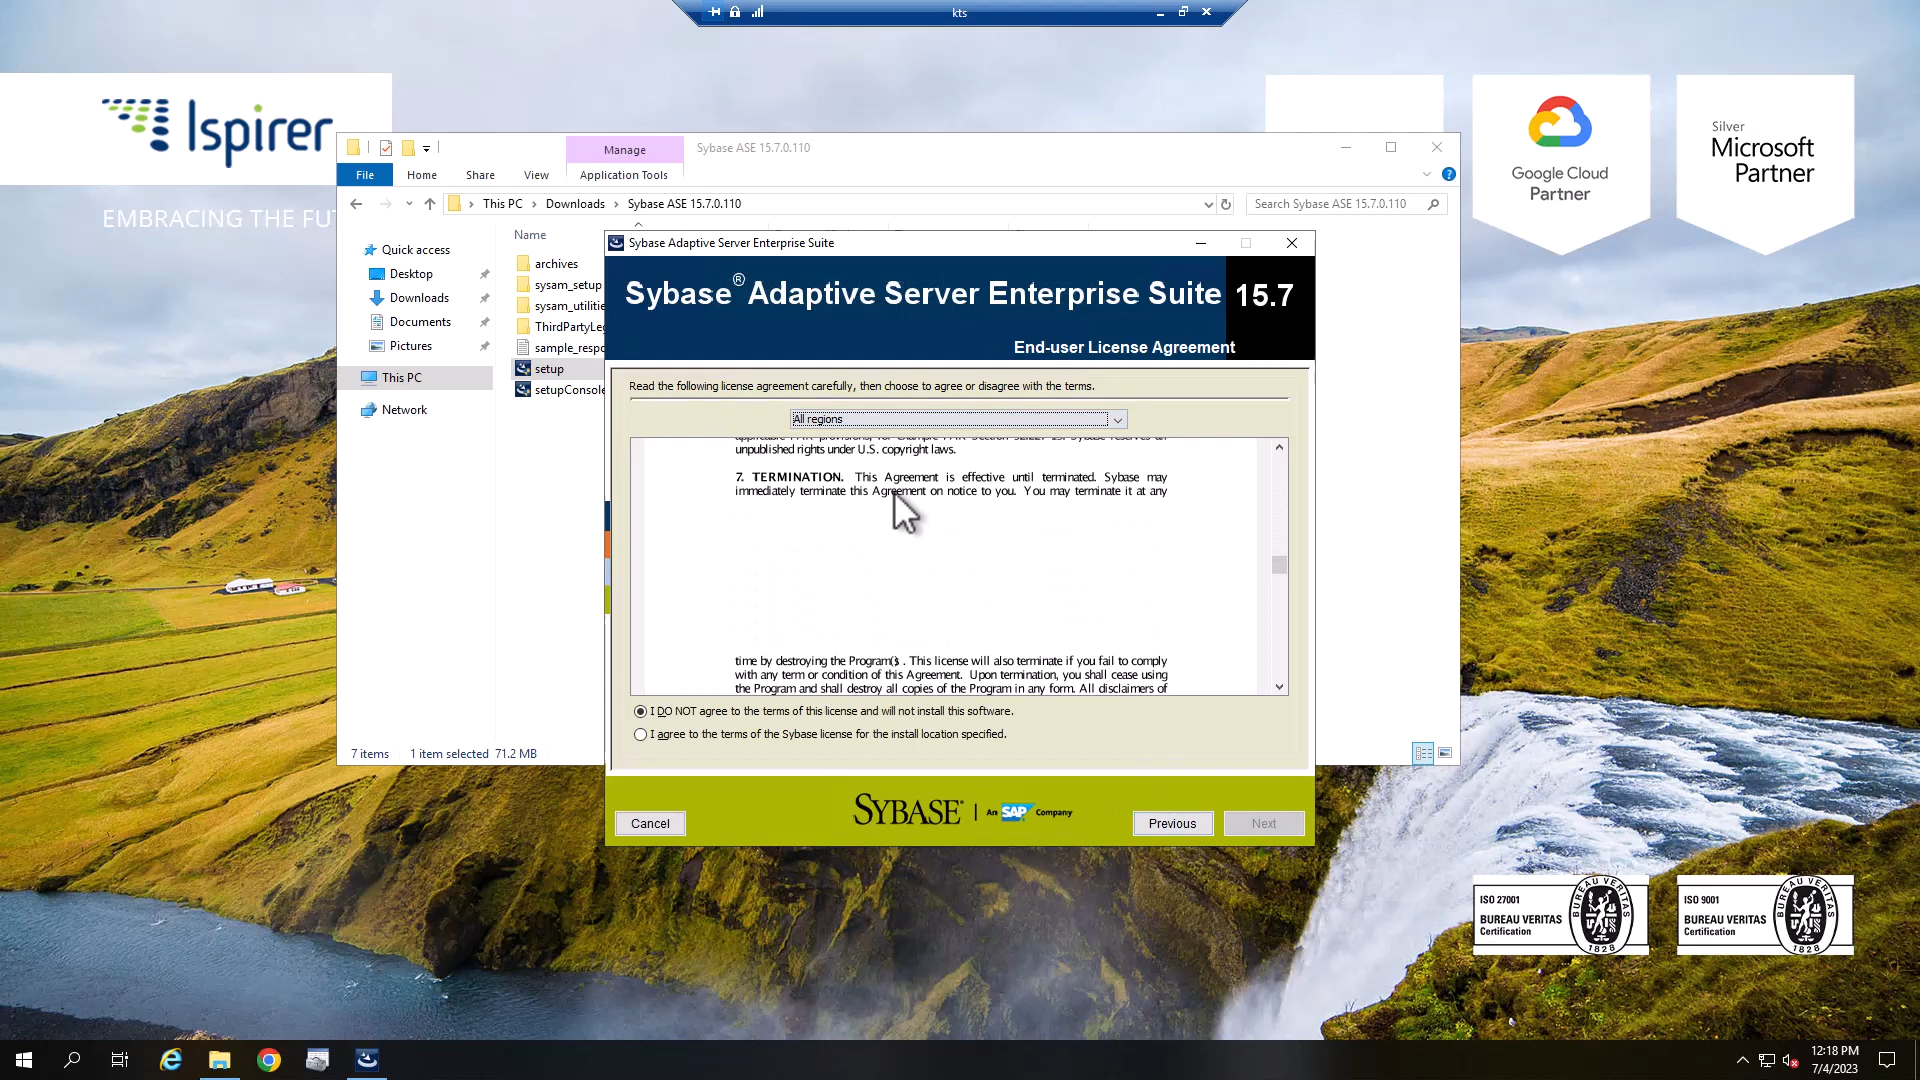 kts
Ispirer
EMBRACING THE FU
Google Cloud
Partner
Silver
Microsoft
Partner
Manage
Sybase ASE 15.7.0.110
File
Home
Share
View
Application Tools
This PC
Downloads
Sybase ASE 15.7.0.110
Search Sybase ASE 15.7.0.110
Quick access
Desktop
Downloads
Documents
Pictures
This PC
Network
Name
archives
sysam_setup
sysam_utilitie
ThirdPartyLeg
sample_respo
setup
setupConsole
7 items
1 item selected 71.2 MB
Sybase Adaptive Server Enterprise Suite
Sybase® Adaptive Server Enterprise Suite 15.7
End-user License Agreement
Read the following license agreement carefully, then choose to agree or disagree with the terms.
All regions
unpublished rights under U.S. copyright laws.
7. TERMINATION. This Agreement is effective until terminated. Sybase may
immediately terminate this Agreement on notice to you. You may terminate it at any
time by destroying the Program(s). This license will also terminate if you fail to comply
with any term or condition of this Agreement. Upon termination, you shall cease using
the Program and shall destroy all copies of the Program in any form. All disclaimers of
I DO NOT agree to the terms of this license and will not install this software.
I agree to the terms of the Sybase license for the install location specified.
Cancel
SYBASE® | An SAP Company
Previous
Next
ISO 27001
BUREAU VERITAS
Certification
BUREAU VERITAS
1828
ISO 9001
BUREAU VERITAS
Certification
BUREAU VERITAS
1828
12:18 PM
7/4/2023